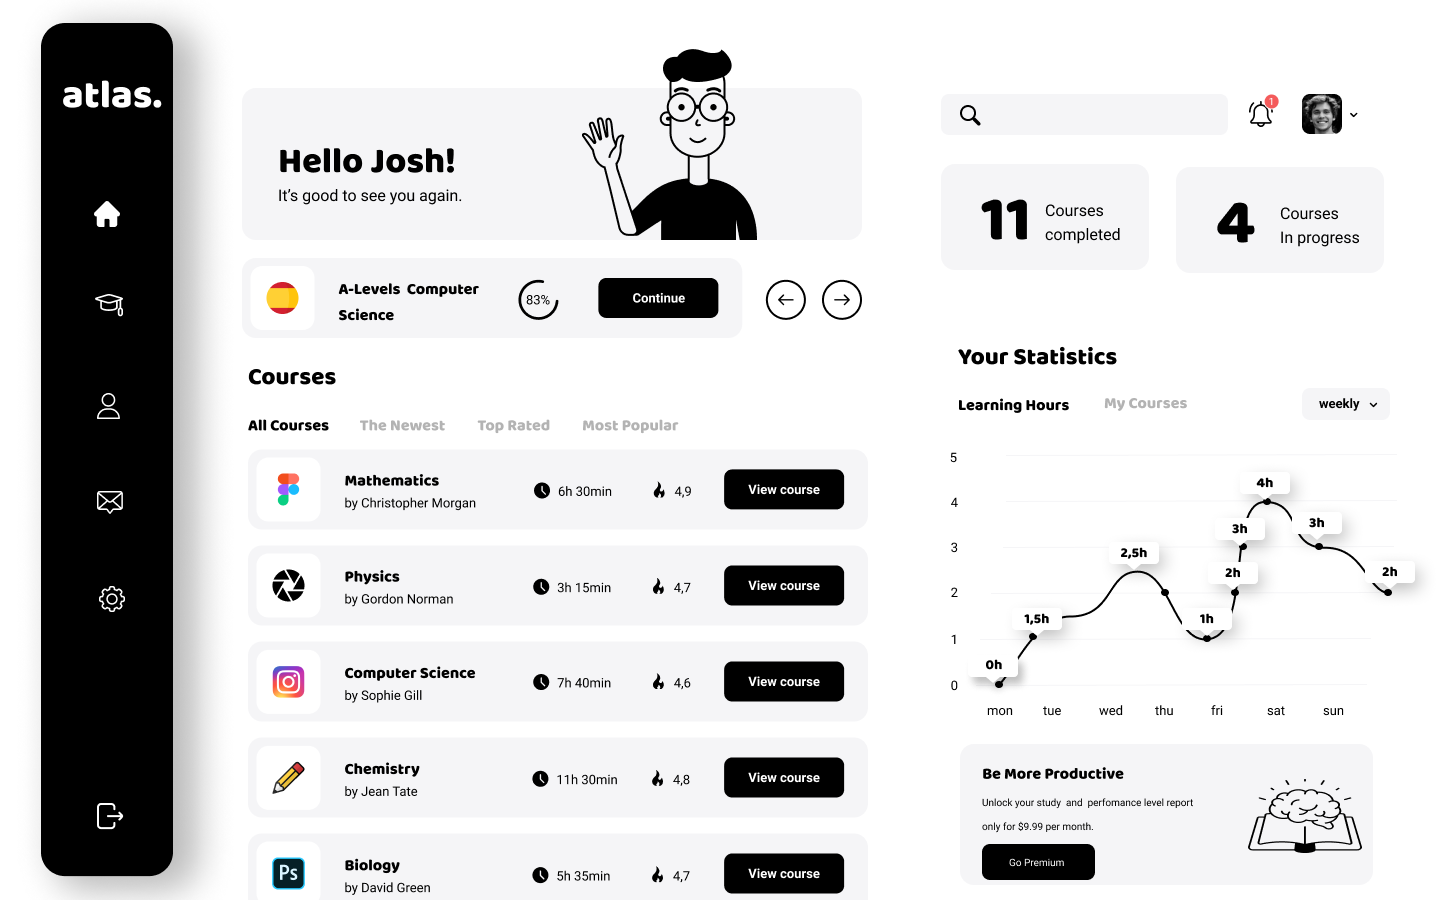 atlas.
Hello Josh!
It's good to see you again.
A-Levels Computer
Science
83%
Continue
Courses
All Courses
The Newest
Top Rated
Most Popular
Mathematics
by Christopher Morgan
6h 30min
4,9
View course
Physics
by Gordon Norman
3h 15min
4,7
View course
Computer Science
by Sophie Gill
7h 40min
4,6
View course
Chemistry
by Jean Tate
11h 30min
4,8
View course
Ps
Biology
by David Green
5h 35min
4,7
View course
1
11
Courses
completed
4
Courses
In progress
Your Statistics
Learning Hours
My Courses
weekly
5
4
3
2
1
0
0h
1,5h
2,5h
1h
2h
3h
4h
3h
2h
mon
tue
wed
thu
fri
sat
sun
Be More Productive
Unlock your study and perfomance level report
only for $9.99 per month.
Go Premium